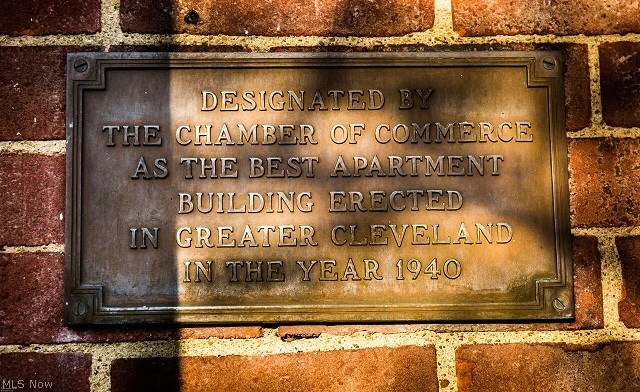 DESIGNATED BY
THE CHAMBER OF COMMERCE
AS THE BEST APARTMENT
BUILDING ERECTED
IN GREATER CLEVELAND
IN THE YEAR 1940
MLS Now